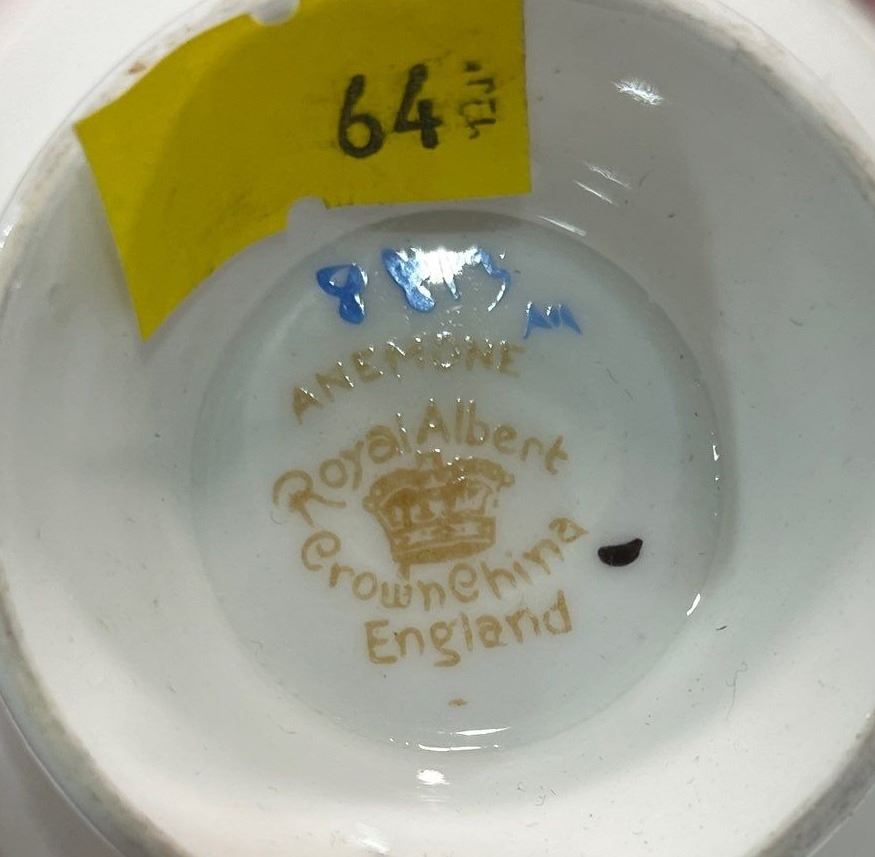 64
ANEMONE
Royal Albert
Crown China
England